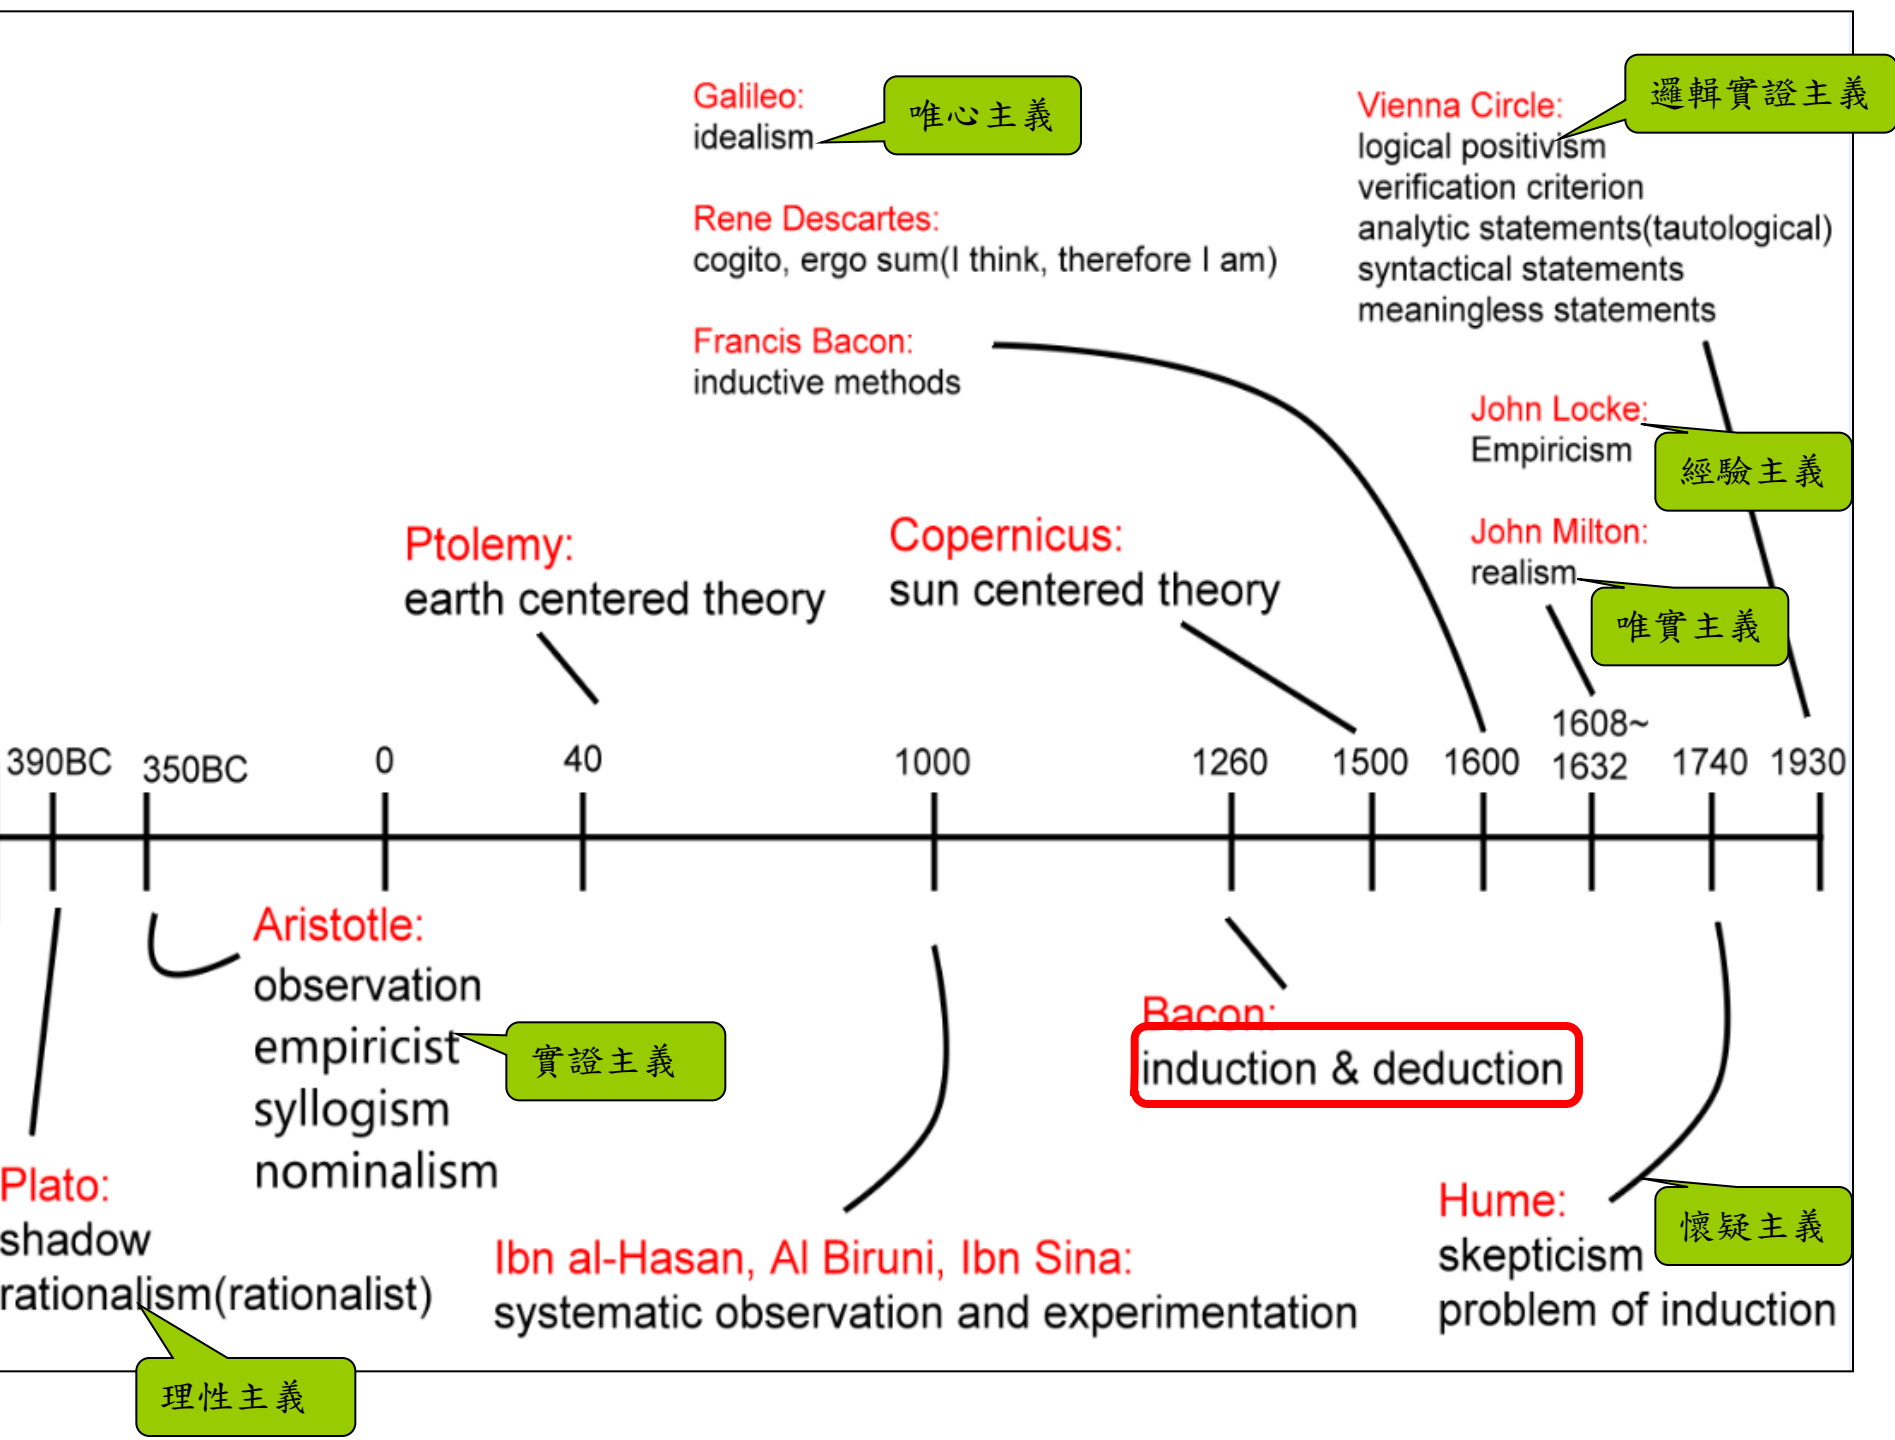 Galileo:
idealism
唯心主義
Rene Descartes:
cogito, ergo sum(I think, therefore I am)
Francis Bacon:
inductive methods
Vienna Circle:
邏輯實證主義
logical positivism
verification criterion
analytic statements(tautological)
syntactical statements
meaningless statements
John Locke:
Empiricism
經驗主義
John Milton:
realism
唯實主義
Ptolemy:
earth centered theory
Copernicus:
sun centered theory
390BC
350BC
0
40
1000
1260
1500
1600
1608~
1632
1740
1930
Aristotle:
observation
empiricist
實證主義
syllogism
nominalism
Plato:
shadow
rationalism(rationalist)
理性主義
Ibn al-Hasan, Al Biruni, Ibn Sina:
systematic observation and experimentation
Bacon:
induction & deduction
Hume:
skepticism
懷疑主義
problem of induction